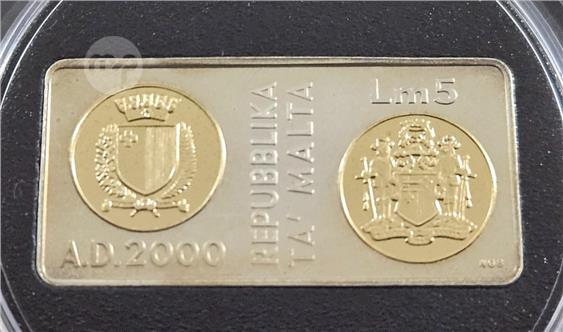 A.D.2000
REPUBBLIKA
TA' MALTA
Lm5